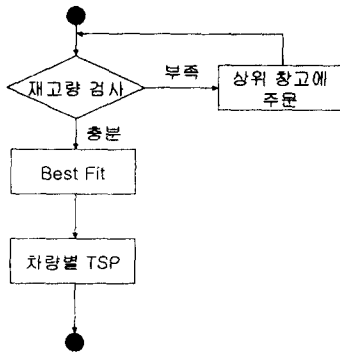 재고량 검사
부족
상위 창고에
주문
충분
Best Fit
차량별 TSP